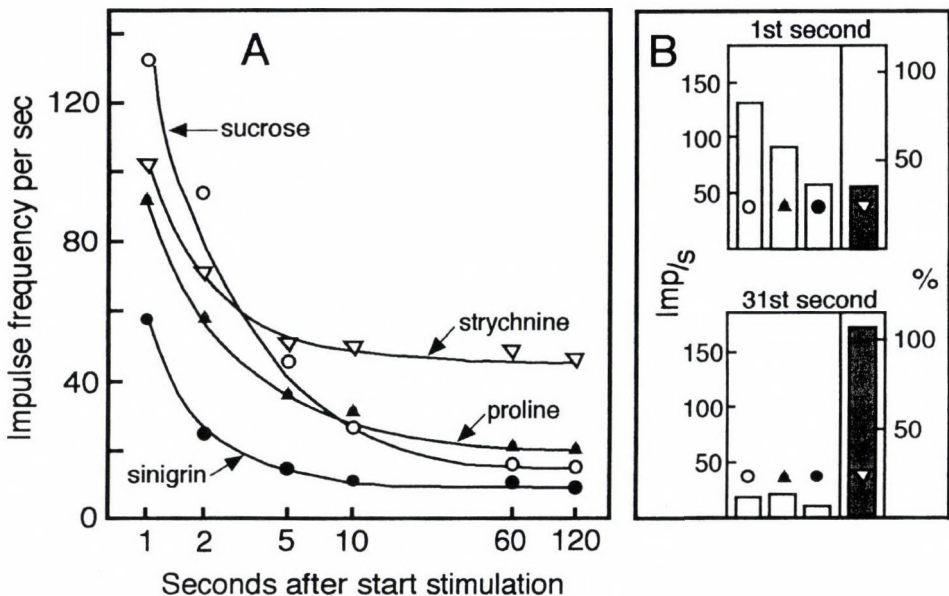 A
Impulse frequency per sec
120
80
40
0
sucrose
strychnine
proline
sinigrin
1 2 5 10 60 120
Seconds after start stimulation
B
1st second
150
100
50
100
50
Imp/s
%
31st second
150
100
50
100
50